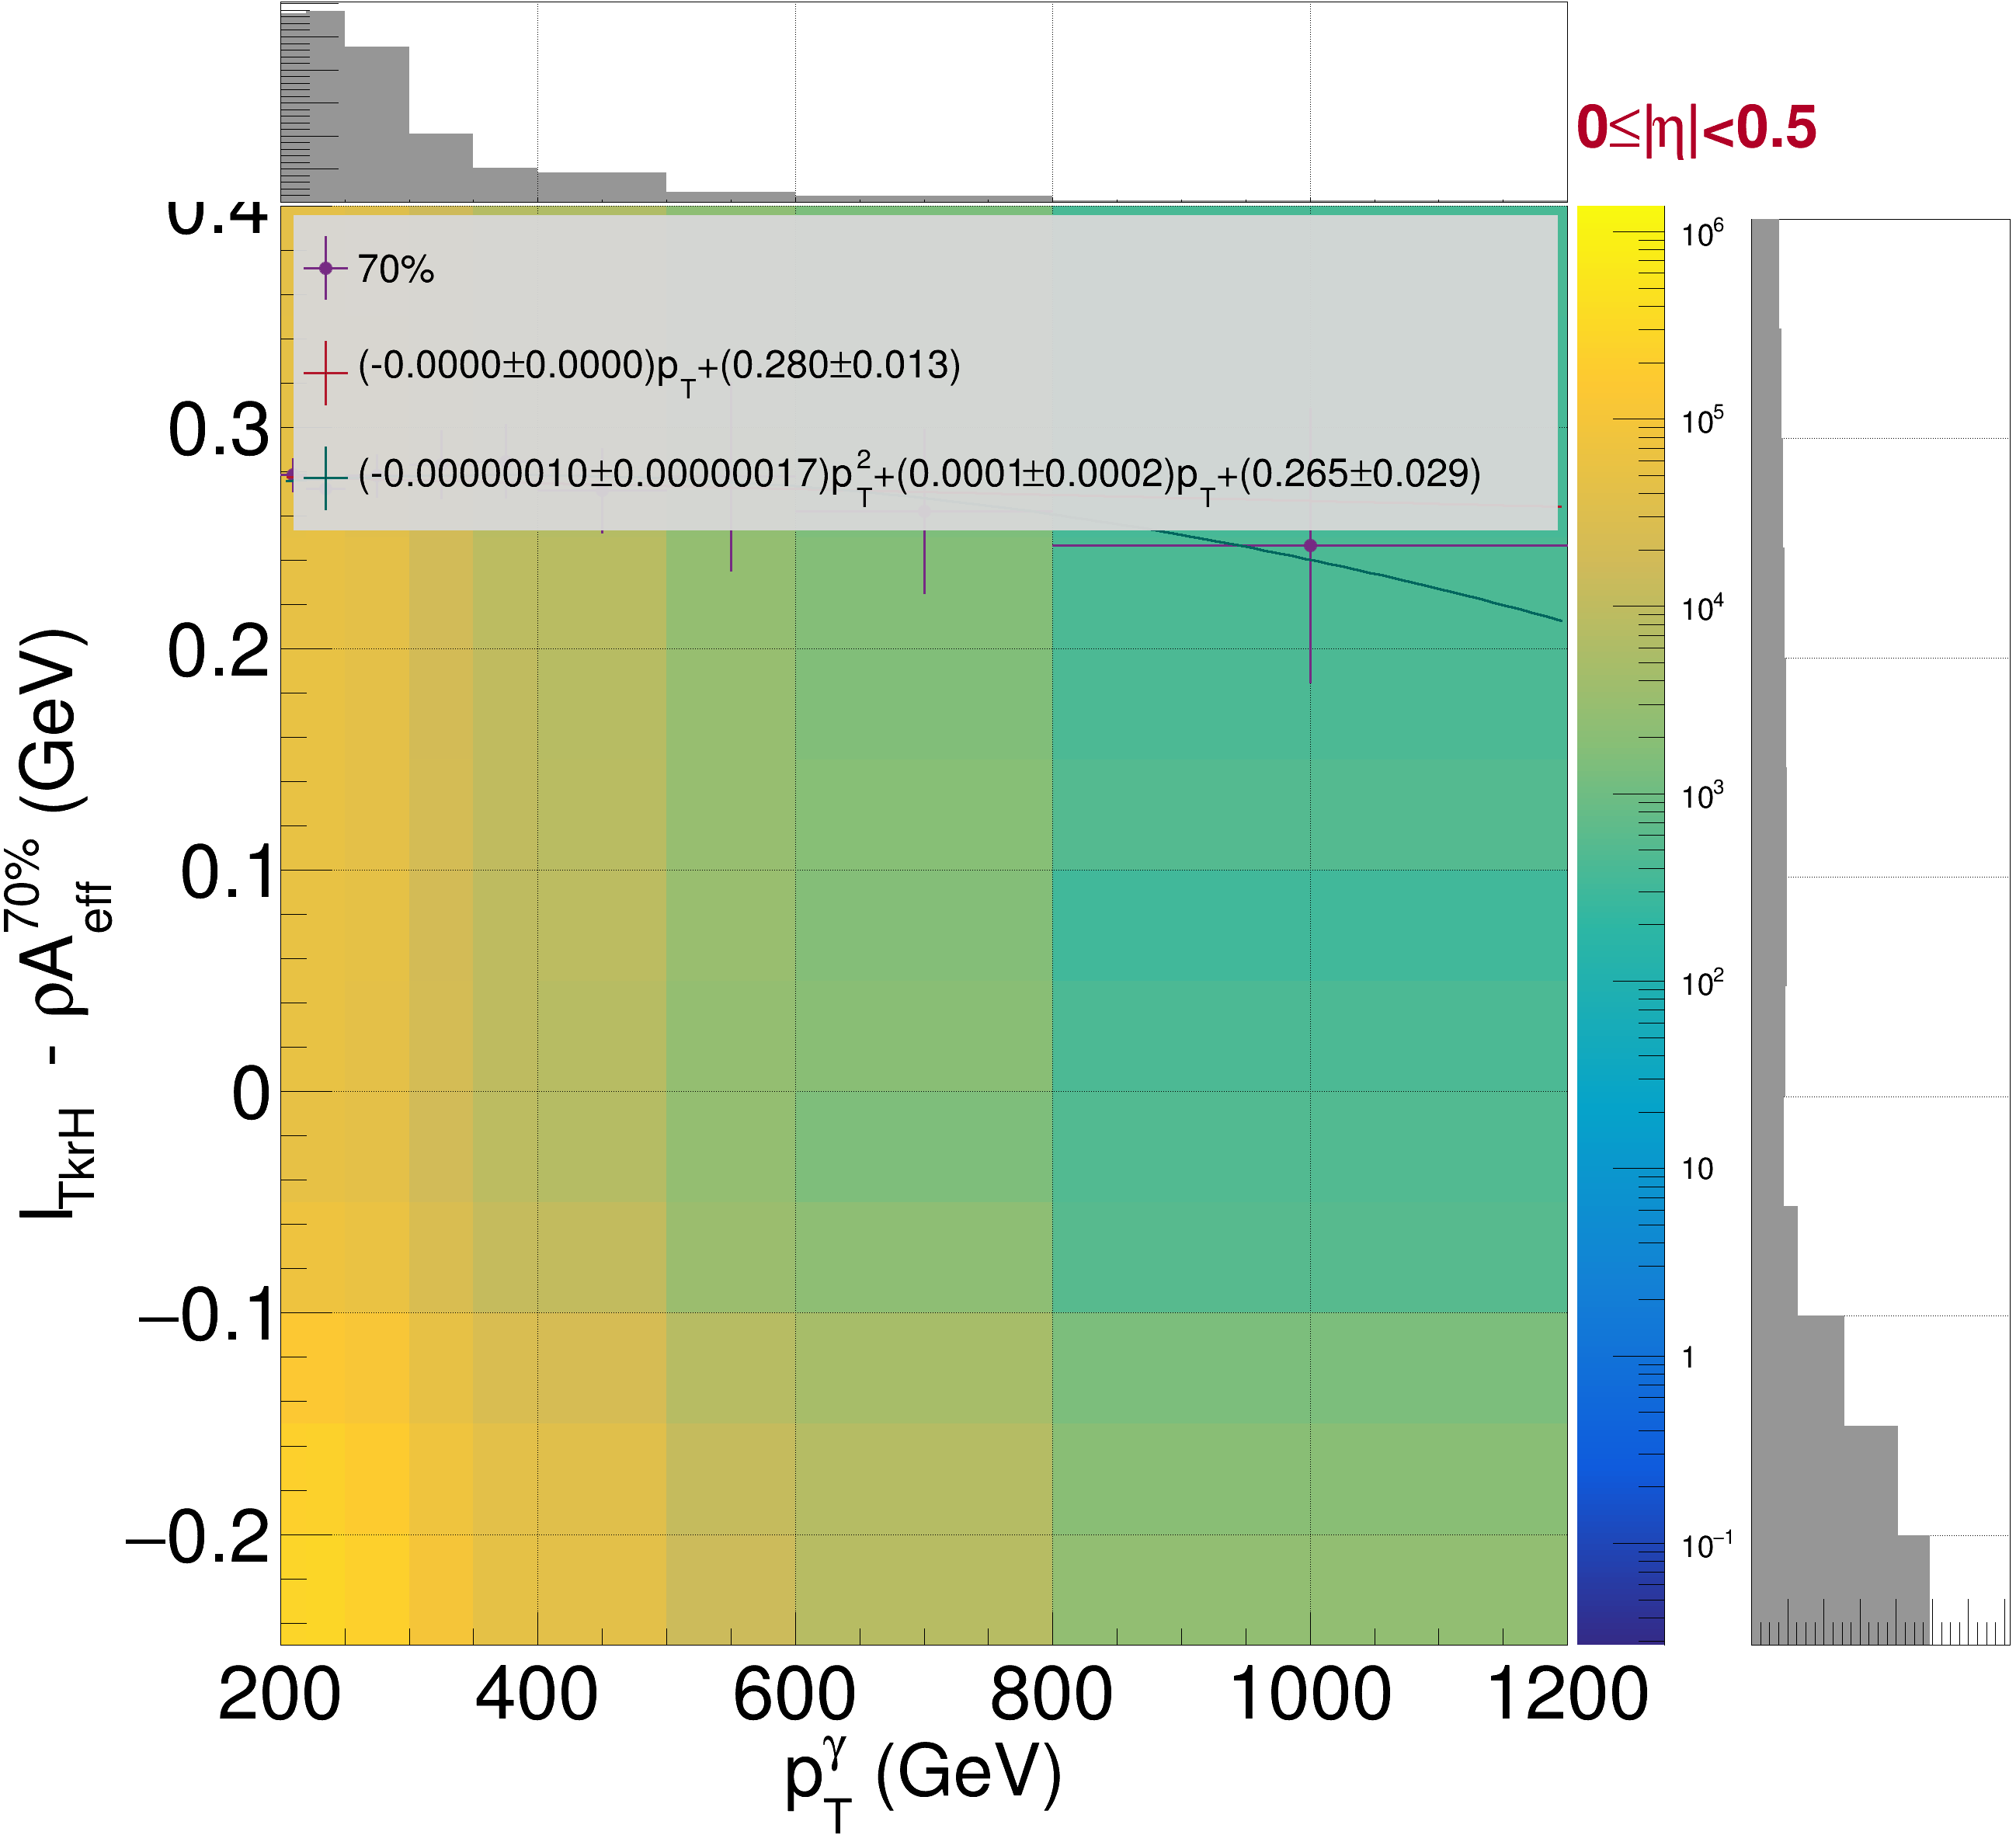 0≤|η|<0.5
0.4
70%
(-0.0000±0.0000)p_T+(0.280±0.013)
(-0.00000010±0.00000017)p_T^2+(0.0001±0.0002)p_T+(0.265±0.029)
0.3
0.2
0.1
0
−0.1
−0.2
I_TkrH - ρA_eff^70% (GeV)
10^6
10^5
10^4
10^3
10^2
10
1
10^−1
200 400 600 800 1000 1200
p_T^γ (GeV)